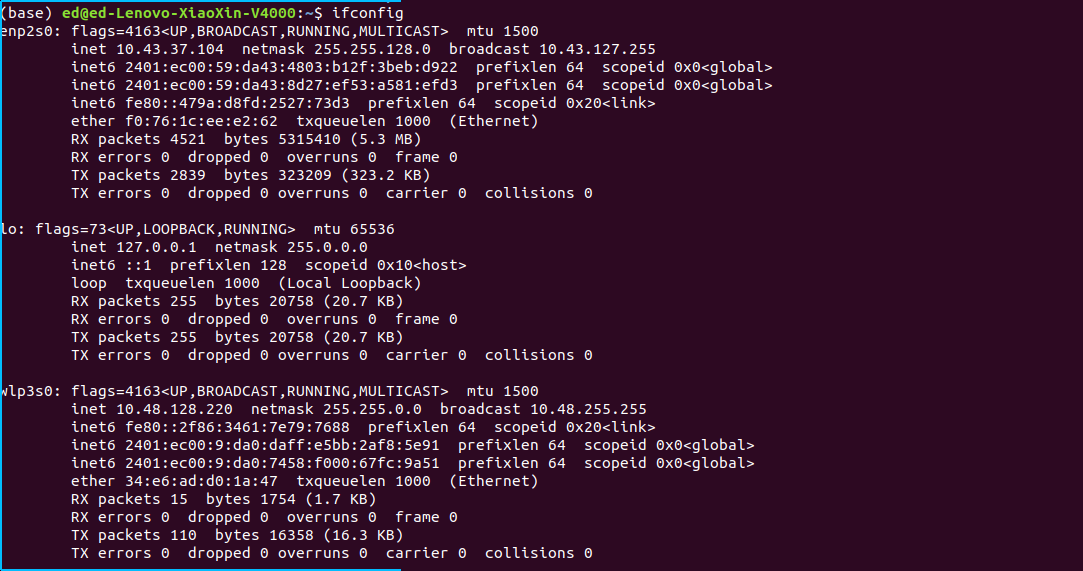 (base) ed@ed-Lenovo-XiaoXin-V4000:~$ ifconfig
enp2s0: flags=4163<UP,BROADCAST,RUNNING,MULTICAST>  mtu 1500
        inet 10.43.37.104  netmask 255.255.128.0  broadcast 10.43.127.255
        inet6 2401:ec00:59:da43:4803:b12f:3beb:d922  prefixlen 64  scopeid 0x0<global>
        inet6 2401:ec00:59:da43:8d27:ef53:a581:efd3  prefixlen 64  scopeid 0x0<global>
        inet6 fe80::479a:d8fd:2527:73d3  prefixlen 64  scopeid 0x20<link>
        ether f0:76:1c:ee:e2:62  txqueuelen 1000  (Ethernet)
        RX packets 4521  bytes 5315410 (5.3 MB)
        RX errors 0  dropped 0  overruns 0  frame 0
        TX packets 2839  bytes 323209 (323.2 KB)
        TX errors 0  dropped 0 overruns 0  carrier 0  collisions 0

lo: flags=73<UP,LOOPBACK,RUNNING>  mtu 65536
        inet 127.0.0.1  netmask 255.0.0.0
        inet6 ::1  prefixlen 128  scopeid 0x10<host>
        loop  txqueuelen 1000  (Local Loopback)
        RX packets 255  bytes 20758 (20.7 KB)
        RX errors 0  dropped 0  overruns 0  frame 0
        TX packets 255  bytes 20758 (20.7 KB)
        TX errors 0  dropped 0 overruns 0  carrier 0  collisions 0

wlp3s0: flags=4163<UP,BROADCAST,RUNNING,MULTICAST>  mtu 1500
        inet 10.48.128.220  netmask 255.255.0.0  broadcast 10.48.255.255
        inet6 fe80::2f86:3461:7e79:7688  prefixlen 64  scopeid 0x20<link>
        inet6 2401:ec00:9:da0:daff:e5bb:2af8:5e91  prefixlen 64  scopeid 0x0<global>
        inet6 2401:ec00:9:da0:7458:f000:67fc:9a51  prefixlen 64  scopeid 0x0<global>
        ether 34:e6:ad:d0:1a:47  txqueuelen 1000  (Ethernet)
        RX packets 15  bytes 1754 (1.7 KB)
        RX errors 0  dropped 0  overruns 0  frame 0
        TX packets 110  bytes 16358 (16.3 KB)
        TX errors 0  dropped 0 overruns 0  carrier 0  collisions 0